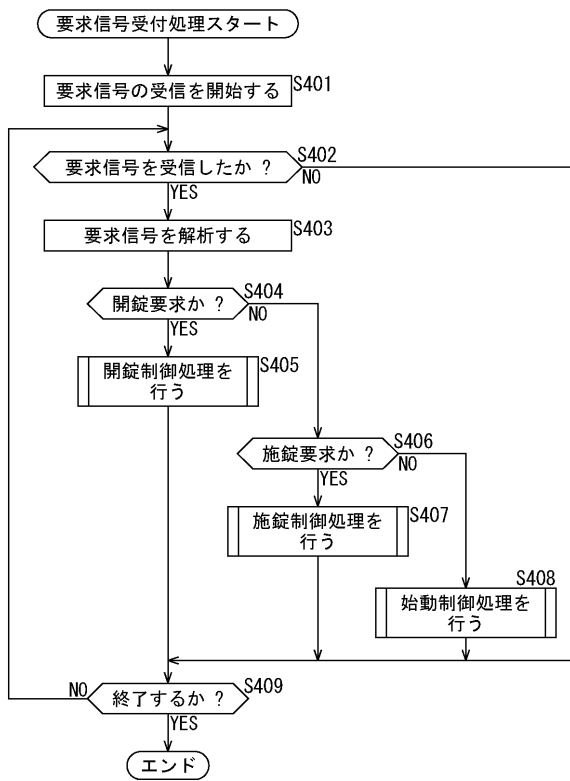 要求信号受付処理スタート
要求信号の受信を開始する
S401
要求信号を受信したか ?
S402
NO
YES
要求信号を解析する
S403
開錠要求か ?
S404
NO
YES
開錠制御処理を
行う
S405
施錠要求か ?
S406
NO
YES
施錠制御処理を
行う
S407
S408
始動制御処理を
行う
NO
終了するか ?
S409
YES
エンド